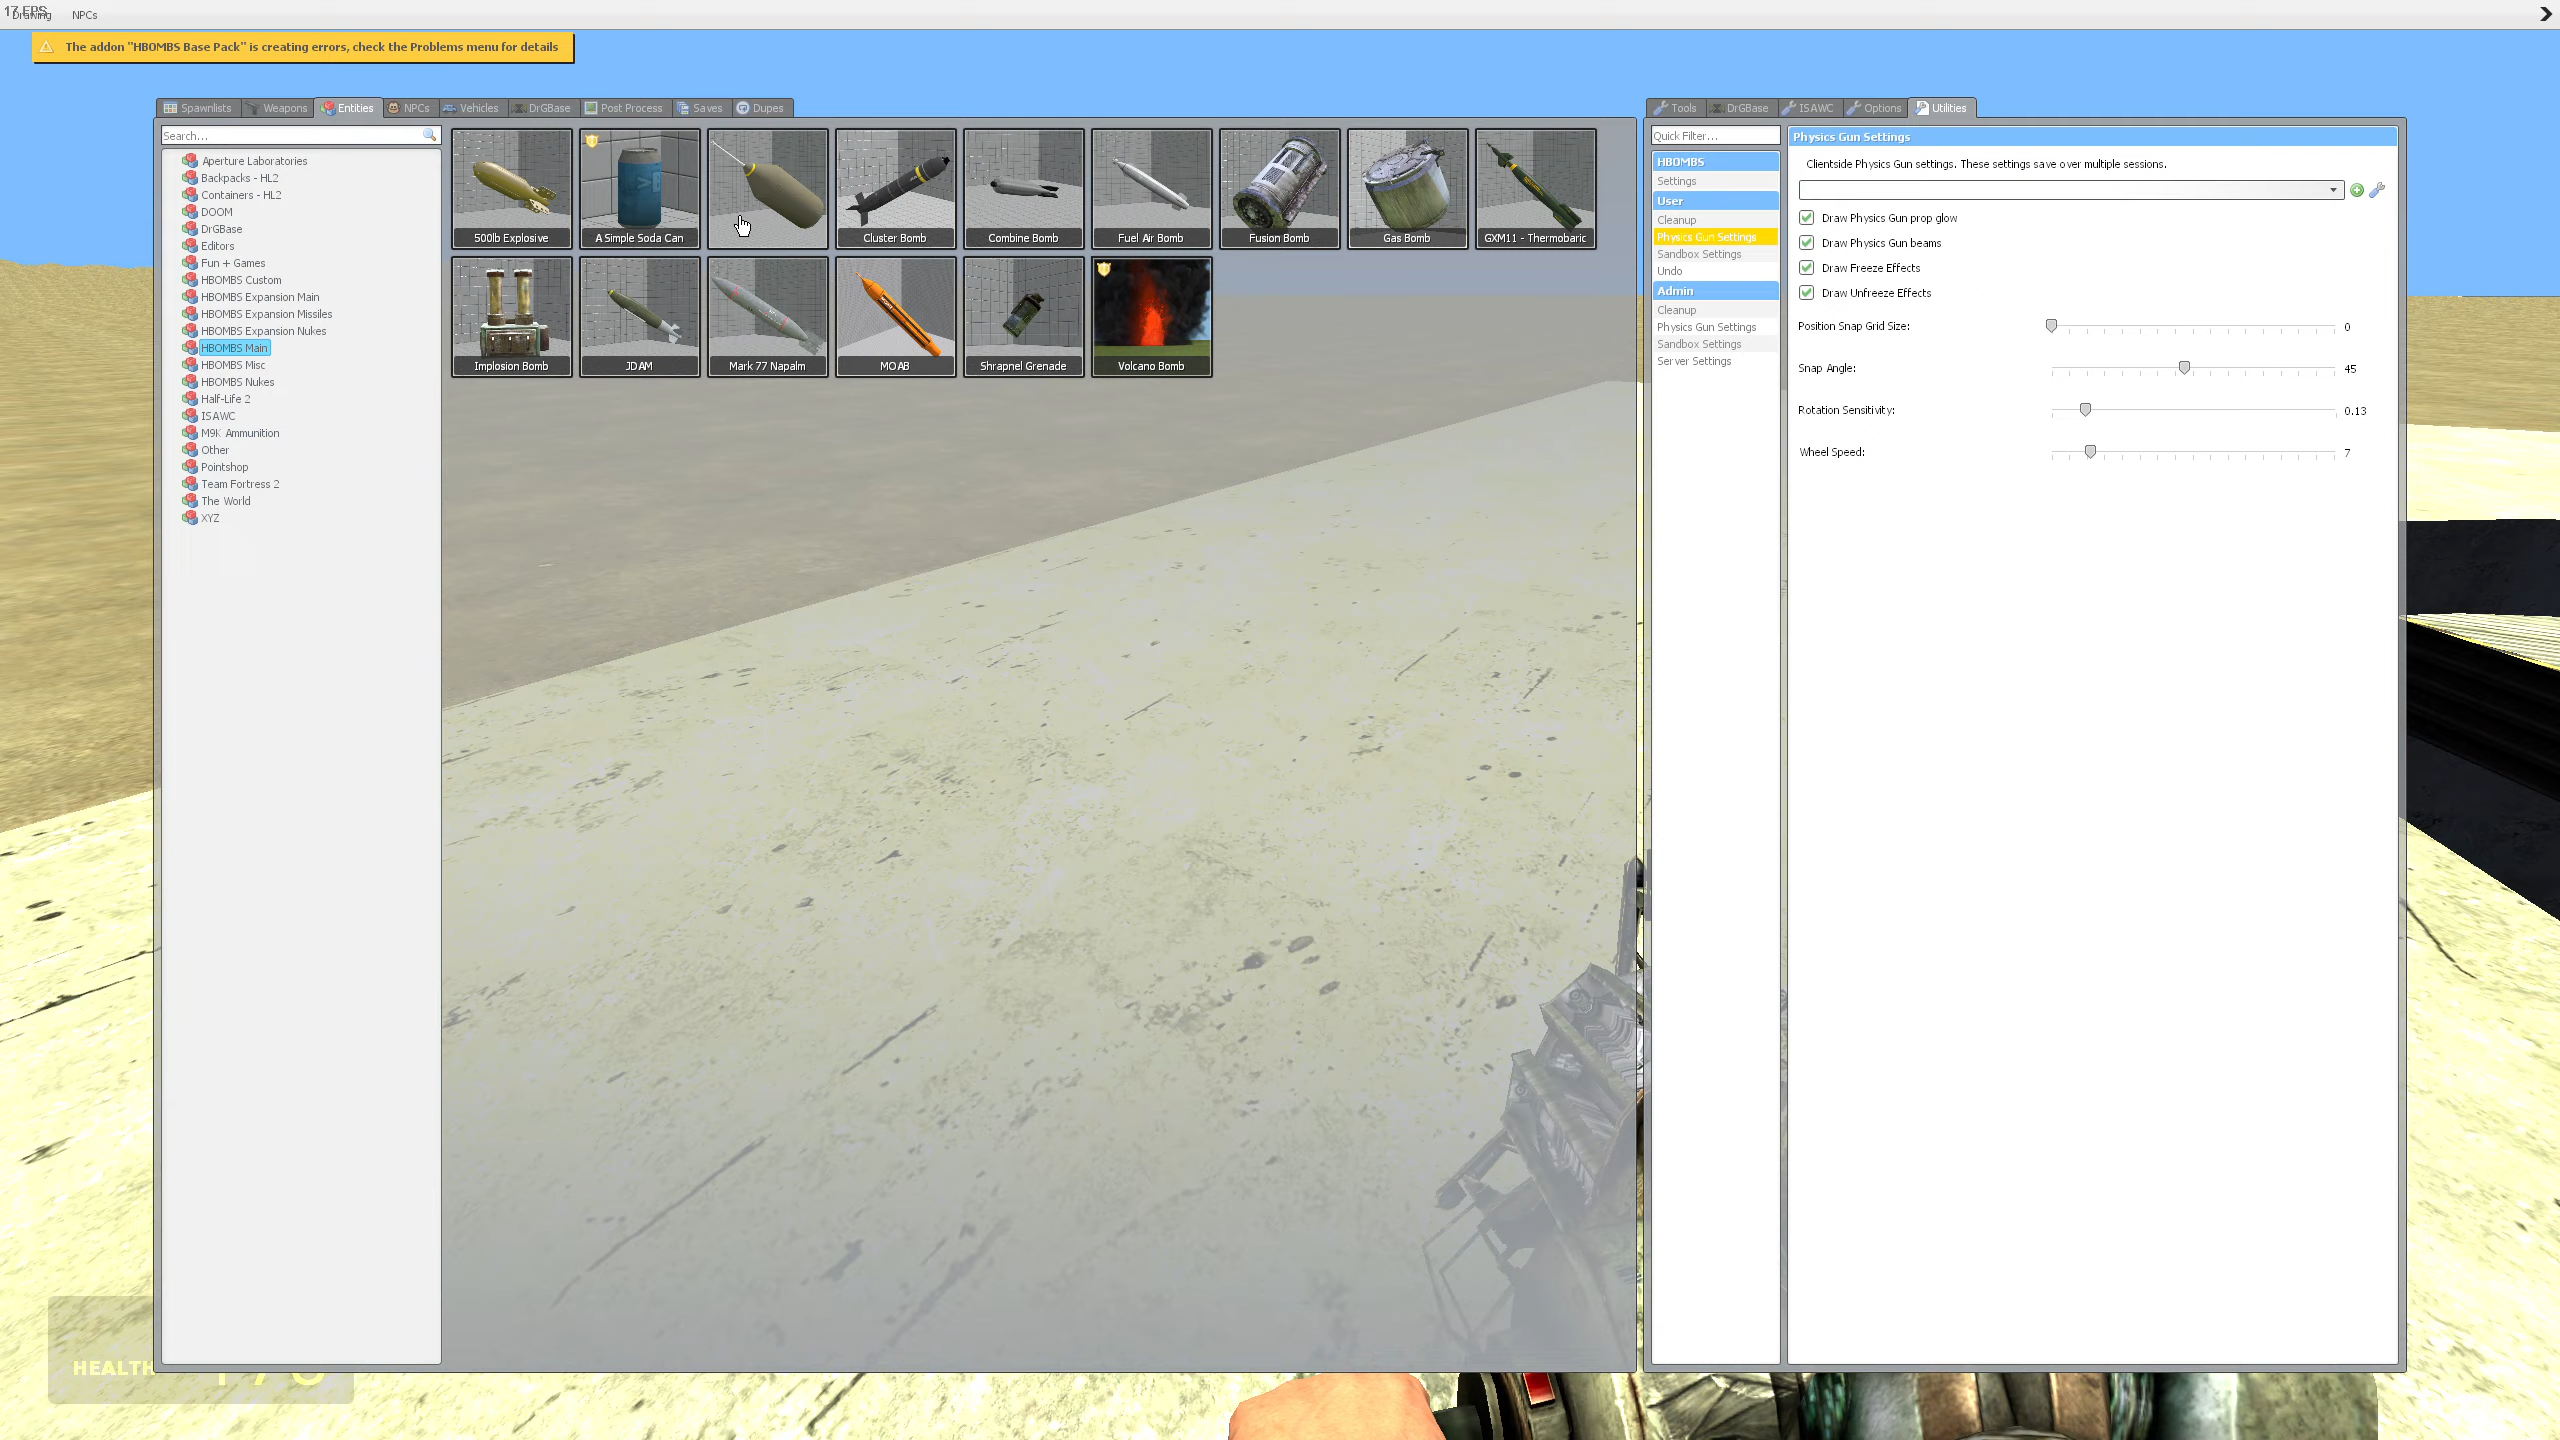 17 FPS
Drawing NPCs
The addon "HBOMBS Base Pack" is creating errors, check the Problems menu for details
Spawnlists Weapons Entities NPCs Vehicles DrGBase Post Process Saves Dupes
Search...
Aperture Laboratories
Backpacks - HL2
Containers - HL2
DOOM
DrGBase
Editors
Fun + Games
HBOMBS Custom
HBOMBS Expansion Main
HBOMBS Expansion Missiles
HBOMBS Expansion Nukes
HBOMBS Main
HBOMBS Misc
HBOMBS Nukes
Half-Life 2
ISAWC
M9K Ammunition
Other
Pointshop
Team Fortress 2
The World
XYZ
500lb Explosive
A Simple Soda Can
Cluster Bomb
Combine Bomb
Fuel Air Bomb
Fusion Bomb
Gas Bomb
GXM11 - Thermobaric
Implosion Bomb
JDAM
Mark 77 Napalm
MOAB
Shrapnel Grenade
Volcano Bomb
Tools DrGBase ISAWC Options Utilities
Quick Filter...
HBOMBS
Settings
User
Cleanup
Physics Gun Settings
Sandbox Settings
Undo
Admin
Cleanup
Physics Gun Settings
Sandbox Settings
Server Settings
Physics Gun Settings
Clientside Physics Gun settings. These settings save over multiple sessions.
Draw Physics Gun prop glow
Draw Physics Gun beams
Draw Freeze Effects
Draw Unfreeze Effects
Position Snap Grid Size: 0
Snap Angle: 45
Rotation Sensitivity: 0.13
Wheel Speed: 7
HEALTH